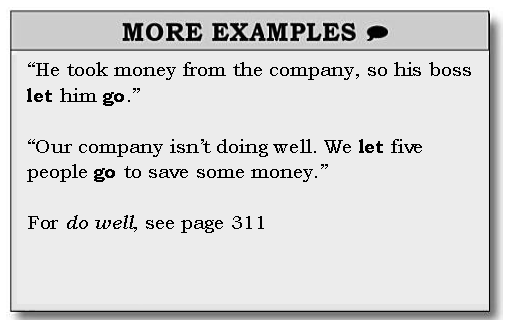 MORE EXAMPLES
“He took money from the company, so his boss
let him go.”
“Our company isn’t doing well. We let five
people go to save some money.”
For do well, see page 311